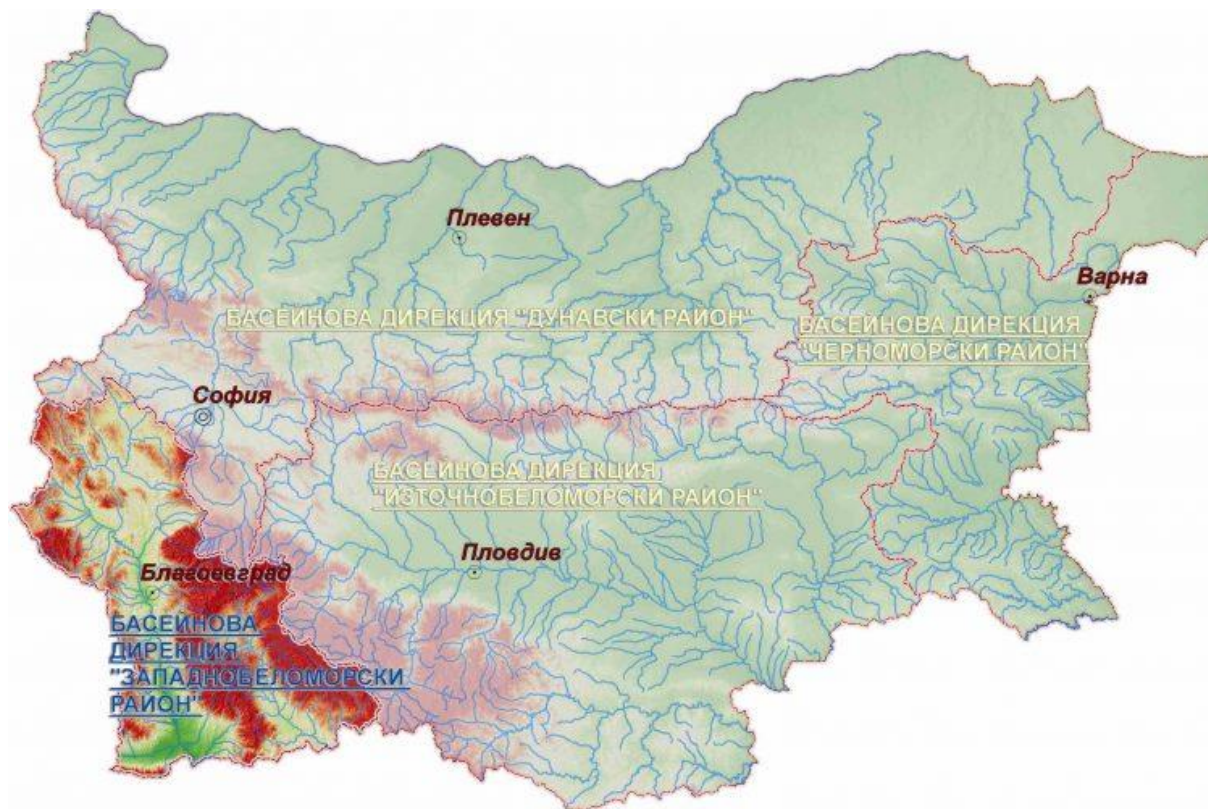 Плевен
Варна
БАСЕЙНОВА ДИРЕКЦИЯ "ДУНАВСКИ РАЙОН"
БАСЕЙНОВА ДИРЕКЦИЯ
"ЧЕРНОМОРСКИ РАЙОН"
София
БАСЕЙНОВА ДИРЕКЦИЯ
"ИЗТОЧНОБЕЛОМОРСКИ РАЙОН"
Пловдив
Благоевград
БАСЕЙНОВА
ДИРЕКЦИЯ
"ЗАПАДНОБЕЛОМОРСКИ
РАЙОН"